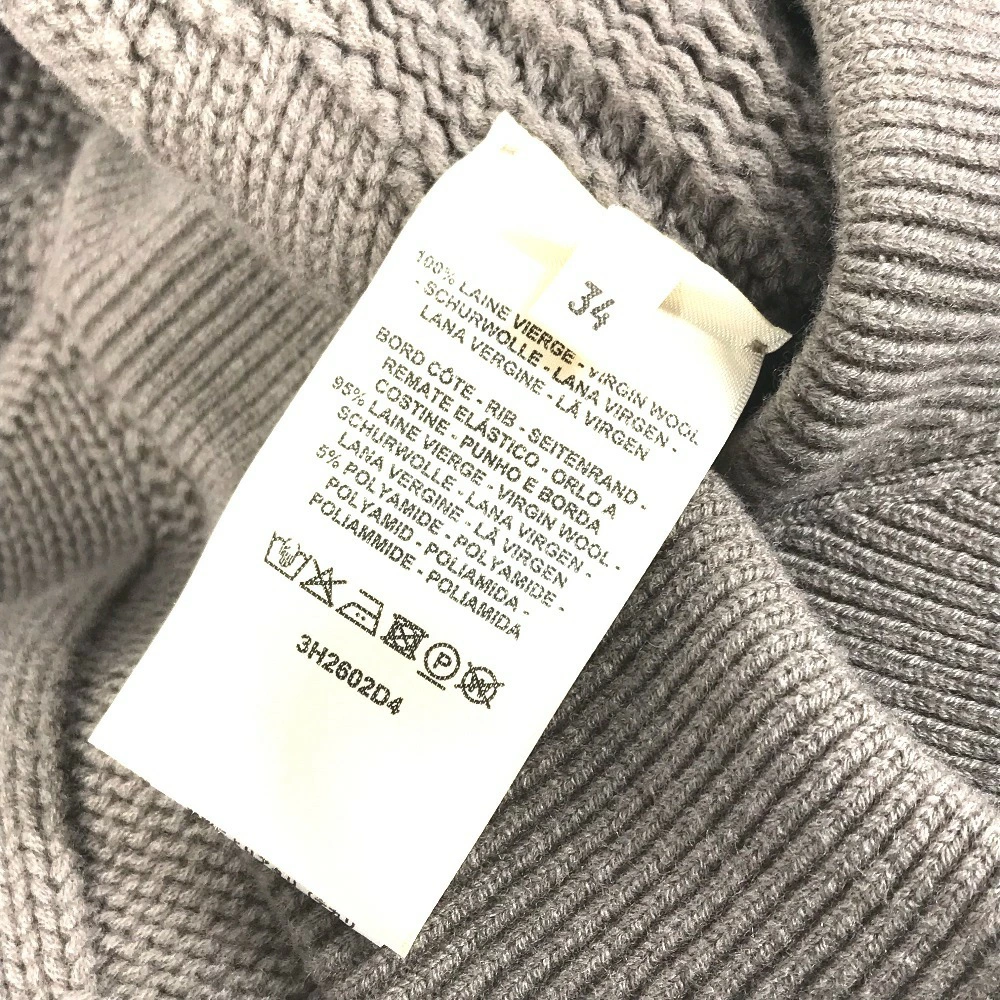 34
100% LAINE VIERGE - VIRGIN WOOL
- SCHURWOLLE - LANA VIRGEN -
LANA VERGINE - LÃ VIRGEN
BORD CÔTE - RIB - SEITENRAND -
REMATE ELÁSTICO - ORLO A
COSTINE - PUNHO E BORDA
95% LAINE VIERGE - VIRGIN WOOL -
SCHURWOLLE - LANA VIRGEN -
LANA VERGINE - LÃ VIRGEN
5% POLYAMIDE - POLYAMIDE -
POLYAMID - POLIAMIDA -
POLIAMMIDE - POLIAMIDA
P
W
3H2602D4